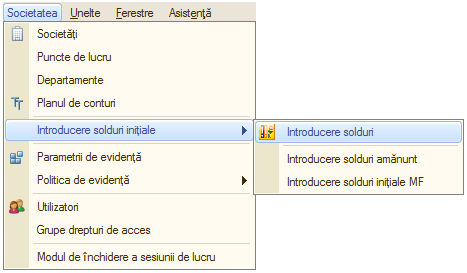 Societatea Unelte Ferestre Asistență
Societăți
Puncte de lucru
Departamente
Planul de conturi
Introducere solduri inițiale
Introducere solduri
Parametrii de evidență
Introducere solduri amănunt
Politica de evidență
Introducere solduri inițiale MF
Utilizatori
Grupe drepturi de acces
Modul de închidere a sesiunii de lucru